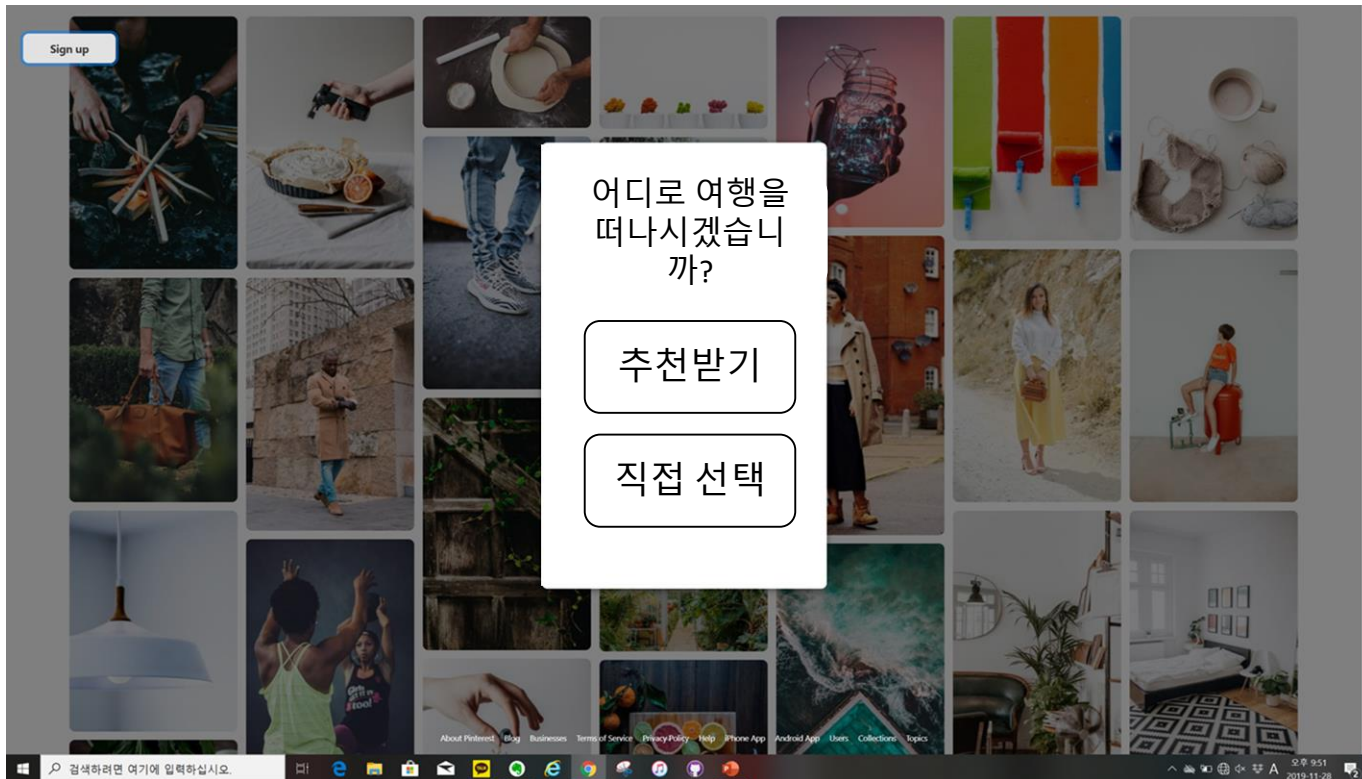 Sign up
어디로 여행을
떠나시겠습니
까?
추천받기
직접 선택
About Pinterest Blog Businesses Terms of Service Privacy Policy Help iPhone App Android App Users Collections Topics
검색하려면 여기에 입력하십시오.
A
오후 9:51
2019-11-28